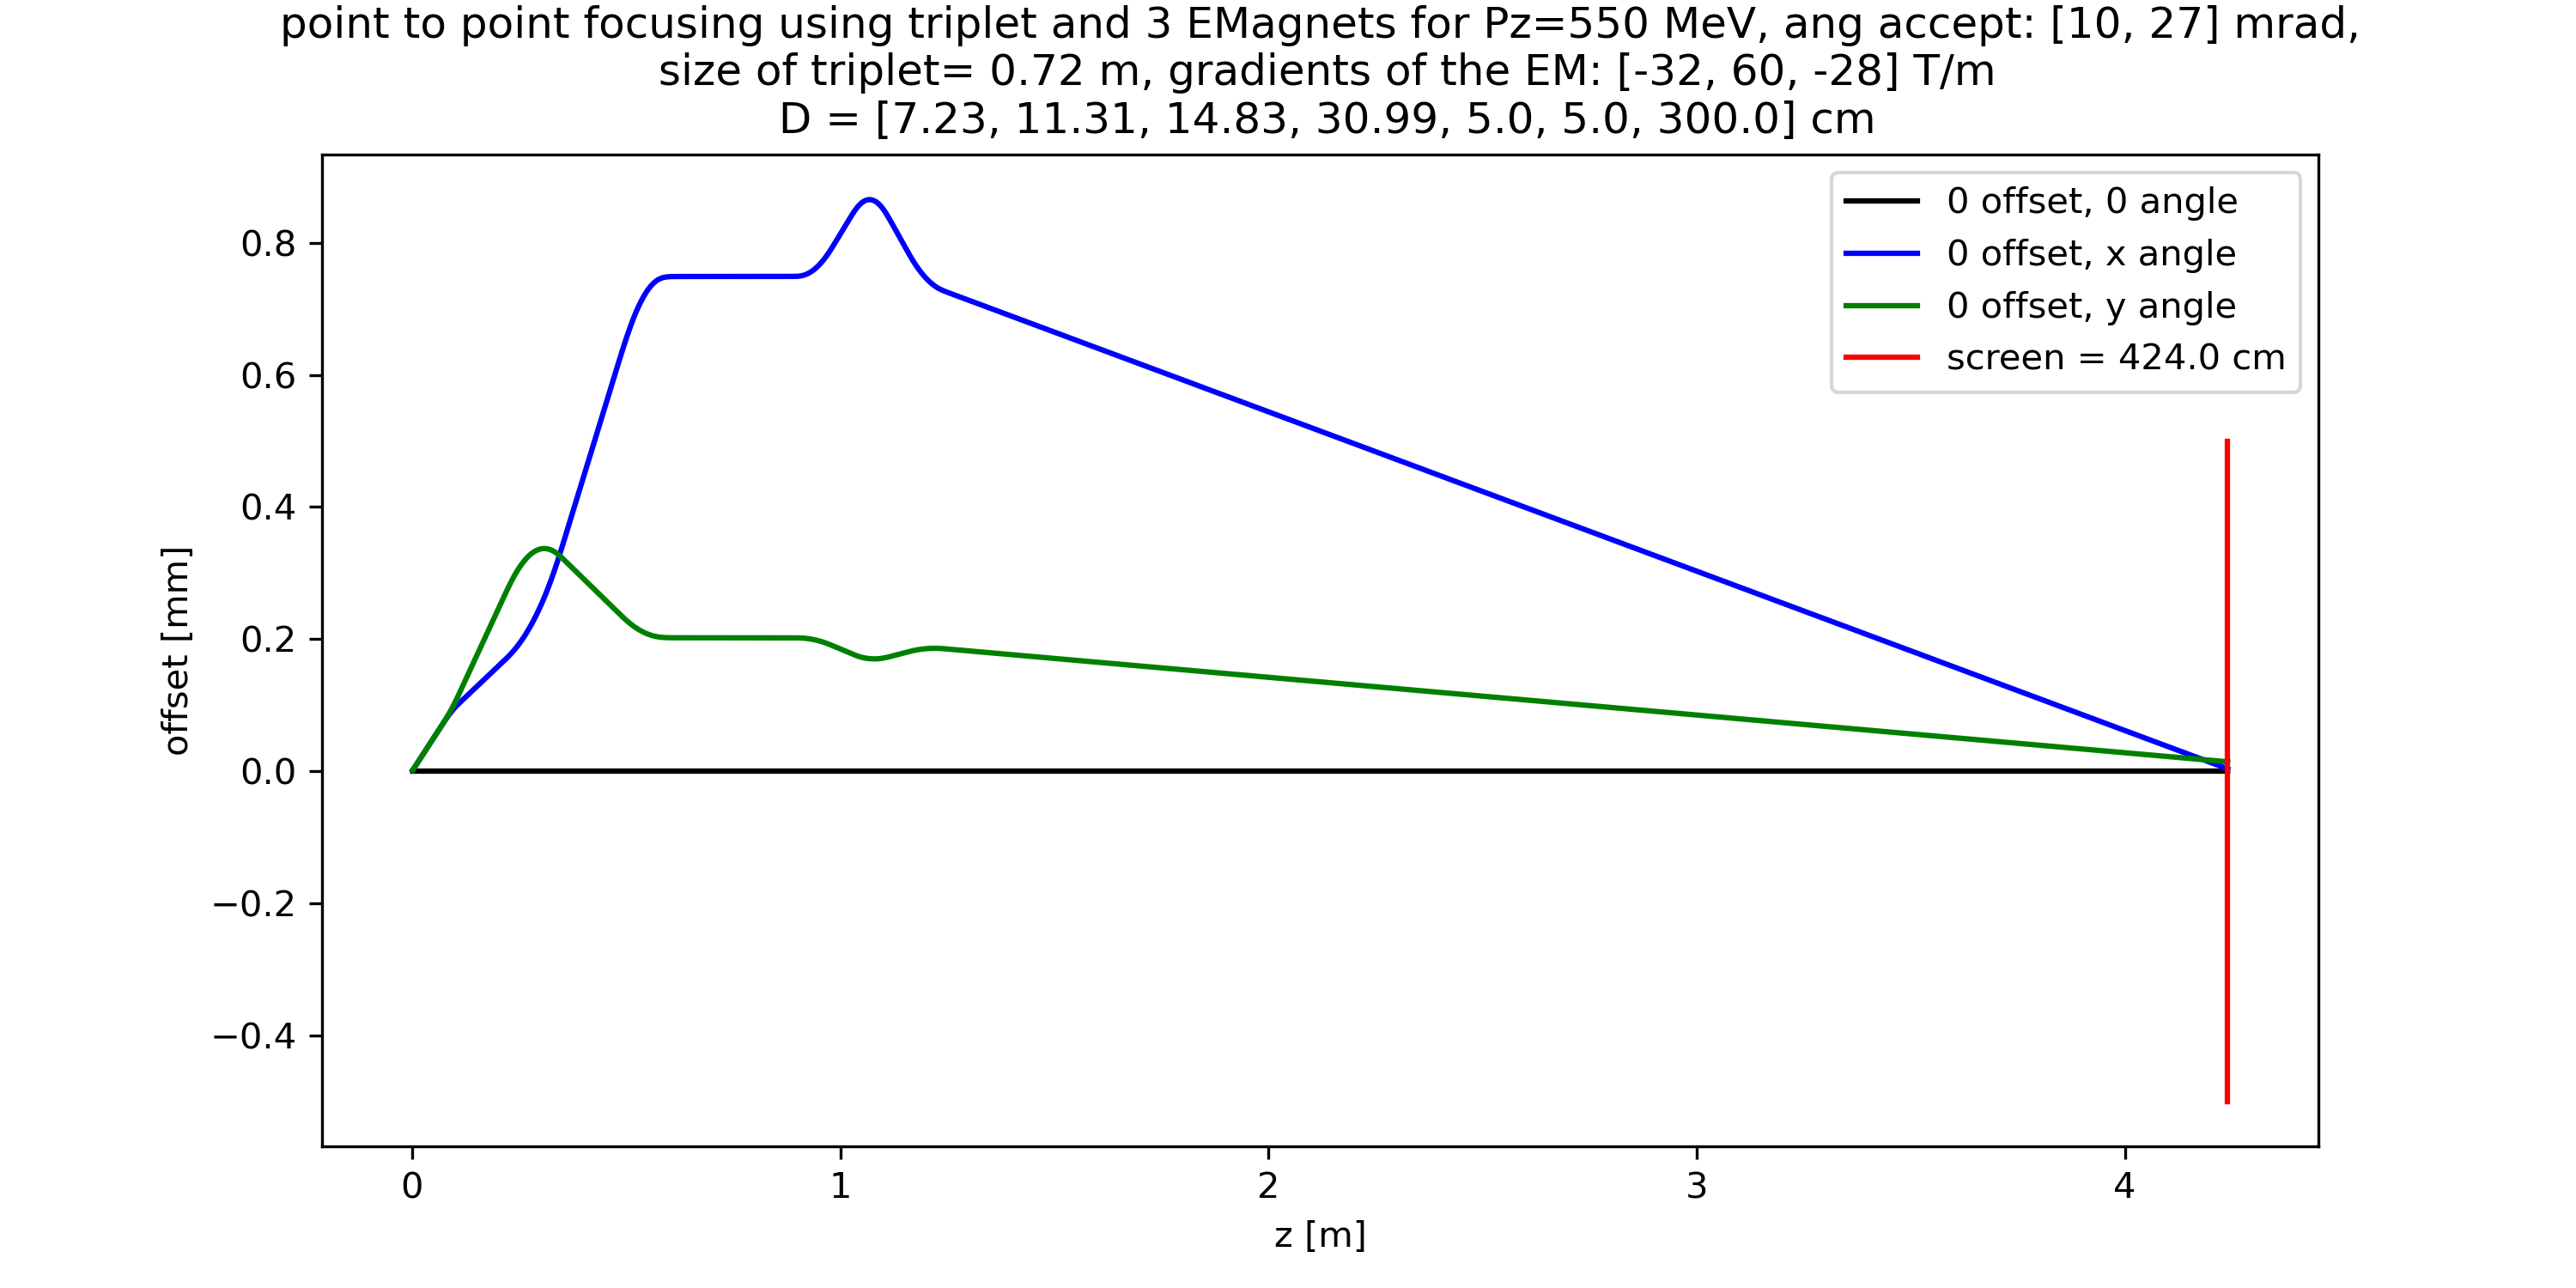 point to point focusing using triplet and 3 EMagnets for Pz=550 MeV, ang accept: [10, 27] mrad,
size of triplet= 0.72 m, gradients of the EM: [-32, 60, -28] T/m
D = [7.23, 11.31, 14.83, 30.99, 5.0, 5.0, 300.0] cm
0 offset, 0 angle
0 offset, x angle
0 offset, y angle
screen = 424.0 cm
offset [mm]
0.8
0.6
0.4
0.2
0.0
−0.2
−0.4
0 1 2 3 4
z [m]